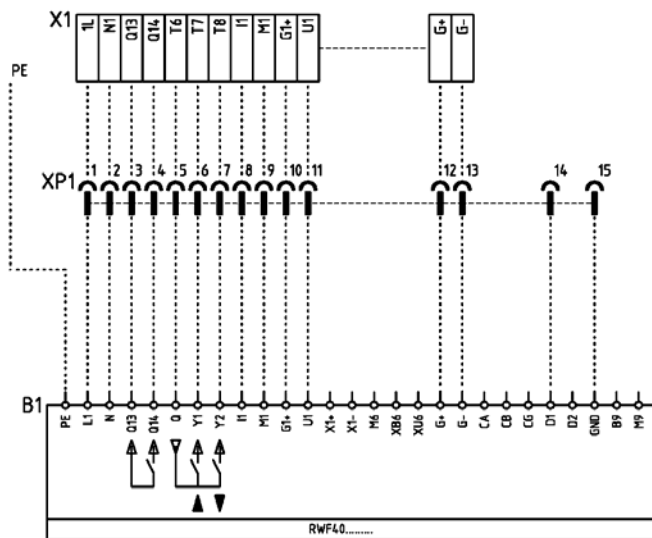 X1 1L N1 Q13 Q14 T6 T7 T8 I1 M1 G1+ U1 G+ G-
PE
XP1 1 2 3 4 5 6 7 8 9 10 11 12 13 14 15
B1
PE L1 N Q13 Q14 Q Y1 Y2 I1 M1 G1+ U1 X1+ X1- M6 XB6 XU6 G+ G- CA CB CG D1 D2 GND B9 M9
RWF40.........